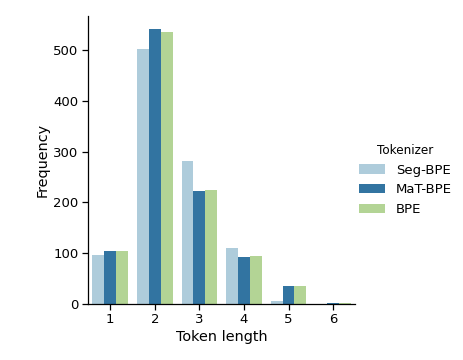 500
400
300
200
100
0
Frequency
1 2 3 4 5 6
Token length
Tokenizer
Seg-BPE
MaT-BPE
BPE